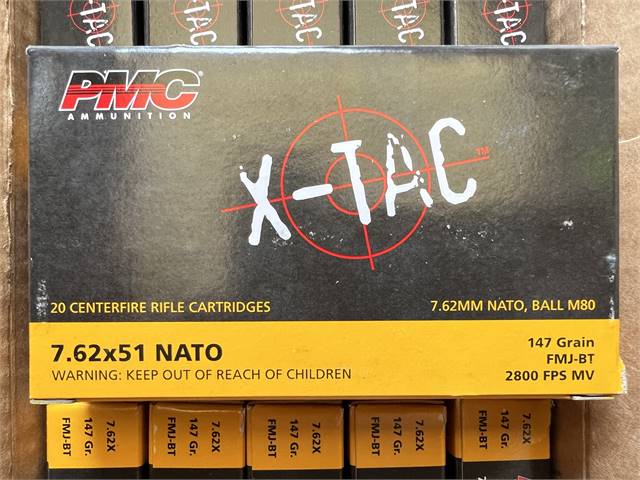 X-TAC
PMC®
AMMUNITION
X-TAC™
20 CENTERFIRE RIFLE CARTRIDGES
7.62MM NATO, BALL M80
7.62x51 NATO
WARNING: KEEP OUT OF REACH OF CHILDREN
147 Grain
FMJ-BT
2800 FPS MV
7.62X
147 Gr.
FMJ-BT
7.62X
147 Gr.
FMJ-BT
7.62X
147 Gr.
FMJ-BT
7.62X
147 Gr.
FMJ-BT
7.62X
147 Gr.
FMJ-BT